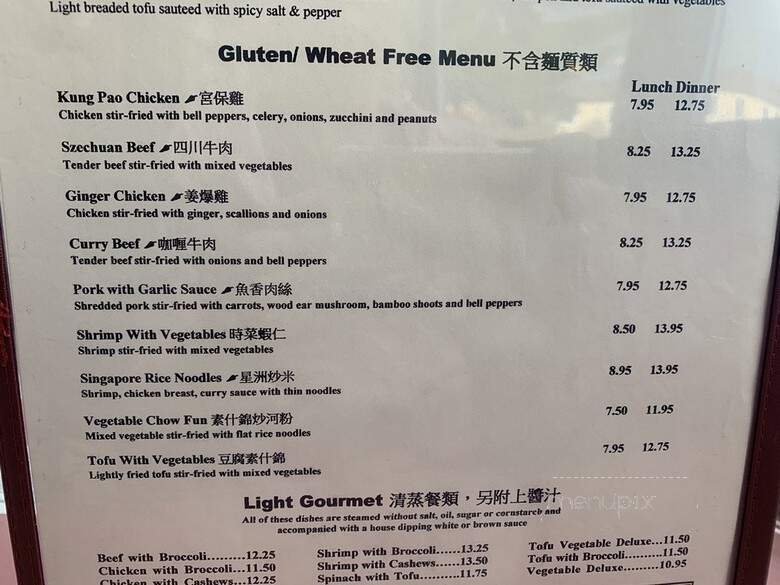 Light breaded tofu sauteed with spicy salt & pepper
and tofu sauteed with vegetables
Gluten/ Wheat Free Menu 不含麵質類
Lunch Dinner
Kung Pao Chicken 宮保雞 7.95 12.75
Chicken stir-fried with bell peppers, celery, onions, zucchini and peanuts
Szechuan Beef 四川牛肉 8.25 13.25
Tender beef stir-fried with mixed vegetables
Ginger Chicken 姜爆雞 7.95 12.75
Chicken stir-fried with ginger, scallions and onions
Curry Beef 咖喱牛肉 8.25 13.25
Tender beef stir-fried with onions and bell peppers
Pork with Garlic Sauce 魚香肉絲 7.95 12.75
Shredded pork stir-fried with carrots, wood ear mushroom, bamboo shoots and bell peppers
Shrimp With Vegetables 時菜蝦仁 8.50 13.95
Shrimp stir-fried with mixed vegetables
Singapore Rice Noodles 星洲炒米 8.95 13.95
Shrimp, chicken breast, curry sauce with thin noodles
Vegetable Chow Fun 素什錦炒河粉 7.50 11.95
Mixed vegetable stir-fried with flat rice noodles
Tofu With Vegetables 豆腐素什錦 7.95 12.75
Lightly fried tofu stir-fried with mixed vegetables
Light Gourmet 清蒸餐類，另附上醬汁
menupix
All of these dishes are steamed without salt, oil, sugar or cornstarch and
accompanied with a house dipping white or brown sauce
Beef with Broccoli.........12.25
Chicken with Broccoli....11.50
Chicken with Cashews...12.25
Shrimp with Broccoli......13.25
Shrimp with Cashews......13.50
Spinach with Tofu..........11.75
Tofu Vegetable Deluxe...11.50
Tofu with Broccoli.........11.50
Vegetable Deluxe..........10.95